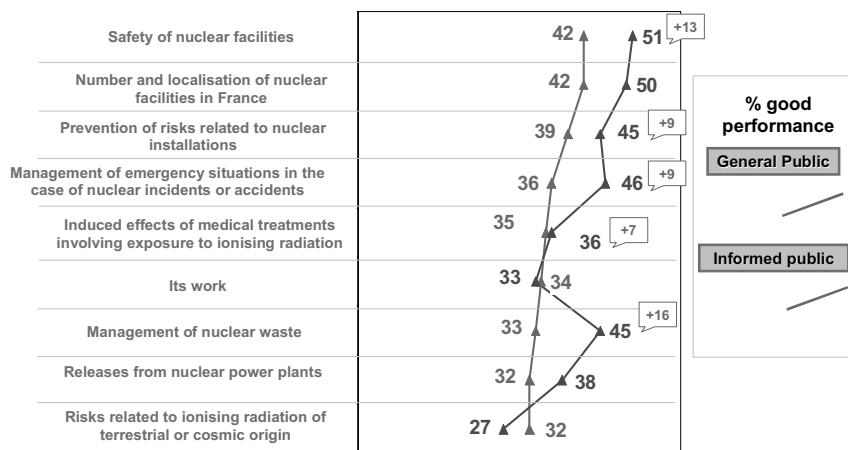 Safety of nuclear facilities
42
51
+13
Number and localisation of nuclear
facilities in France
42
50
Prevention of risks related to nuclear
installations
39
45
+9
Management of emergency situations in the
case of nuclear incidents or accidents
36
46
+9
Induced effects of medical treatments
involving exposure to ionising radiation
35
36
+7
Its work
33
34
Management of nuclear waste
33
45
+16
Releases from nuclear power plants
32
38
Risks related to ionising radiation of
terrestrial or cosmic origin
27
32
% good
performance
General Public
Informed public